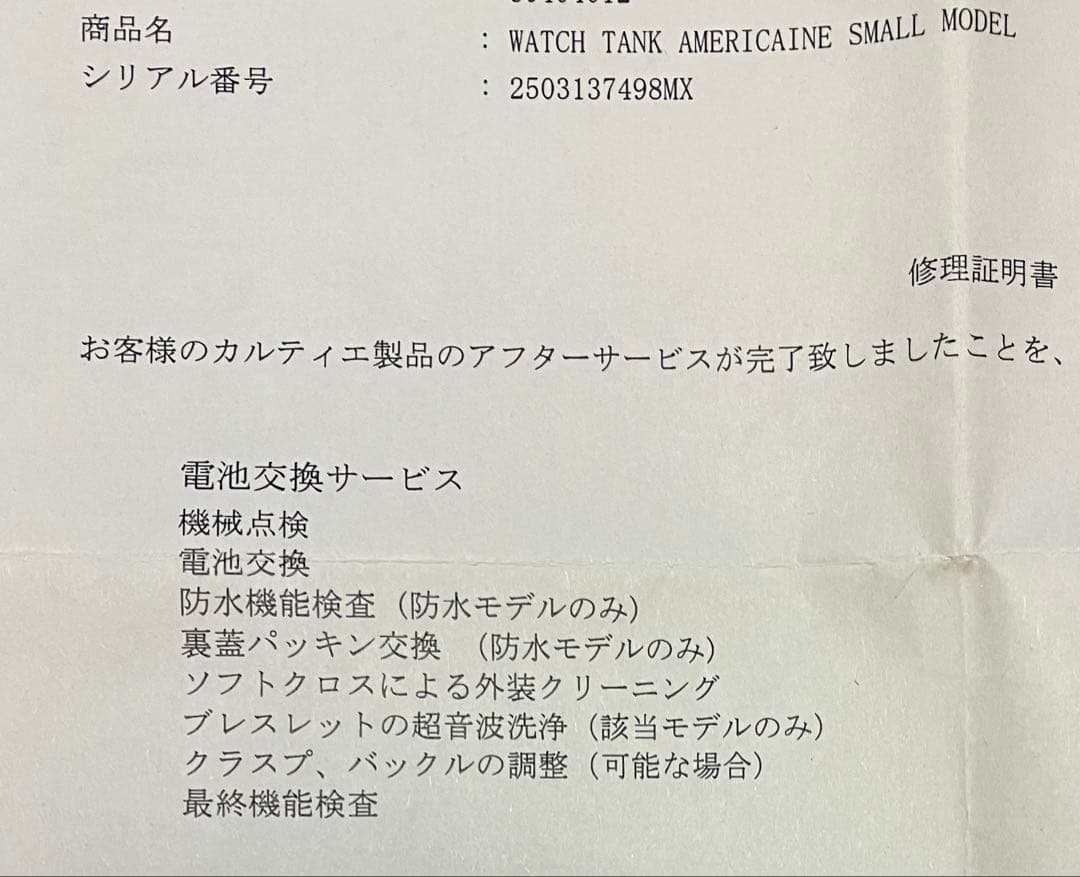 商品名 : WATCH TANK AMERICAINE SMALL MODEL
シリアル番号 : 2503137498MX
修理証明書
お客様のカルティエ製品のアフターサービスが完了致しましたことを、
電池交換サービス
機械点検
電池交換
防水機能検査 (防水モデルのみ)
裏蓋パッキン交換 (防水モデルのみ)
ソフトクロスによる外装クリーニング
ブレスレットの超音波洗浄 (該当モデルのみ)
クラスプ、バックルの調整 (可能な場合)
最終機能検査